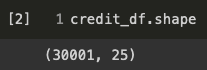 [2] 1 credit_df.shape
(30001, 25)